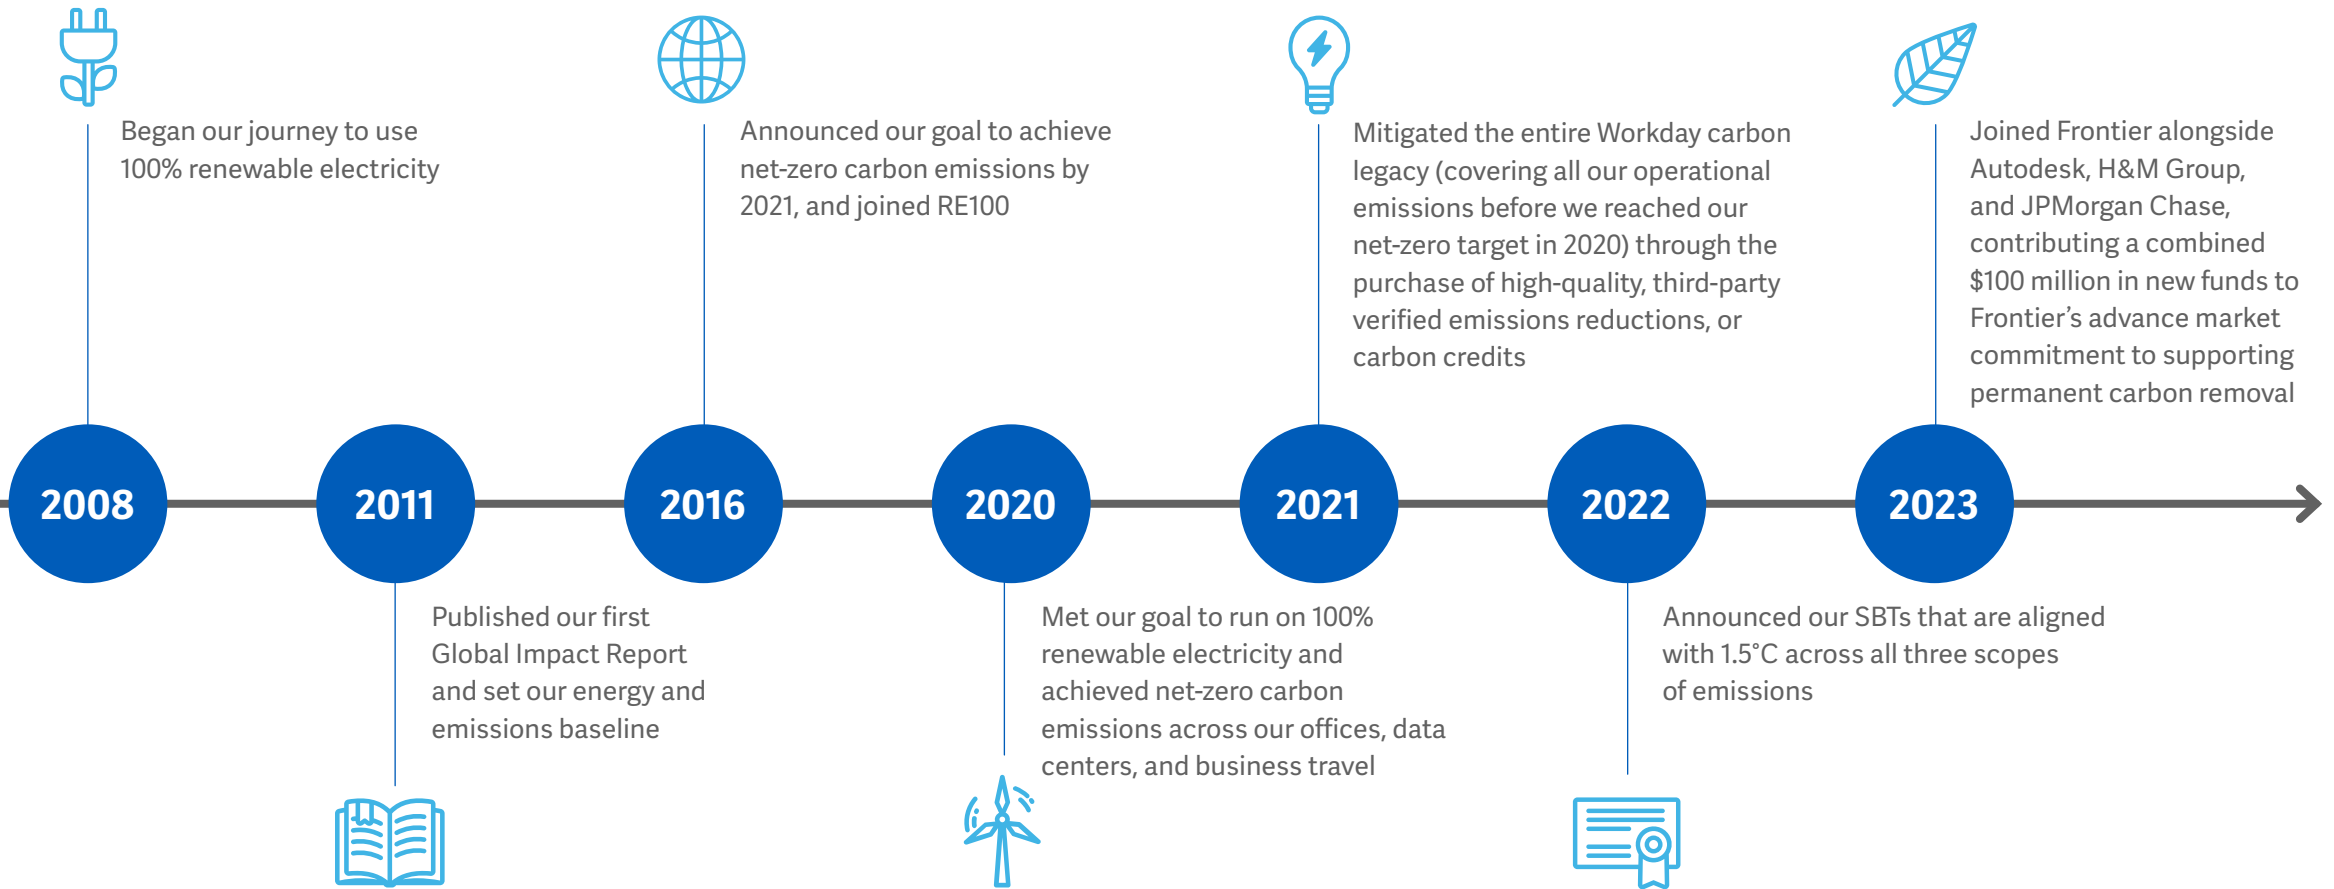 Began our journey to use
100% renewable electricity
Announced our goal to achieve
net-zero carbon emissions by
2021, and joined RE100
Mitigated the entire Workday carbon
legacy (covering all our operational
emissions before we reached our
net-zero target in 2020) through the
purchase of high-quality, third-party
verified emissions reductions, or
carbon credits
Joined Frontier alongside
Autodesk, H&M Group,
and JPMorgan Chase,
contributing a combined
$100 million in new funds to
Frontier’s advance market
commitment to supporting
permanent carbon removal
2008
2011
2016
2020
2021
2022
2023
Published our first
Global Impact Report
and set our energy and
emissions baseline
Met our goal to run on 100%
renewable electricity and
achieved net-zero carbon
emissions across our offices, data
centers, and business travel
Announced our SBTs that are aligned
with 1.5°C across all three scopes
of emissions